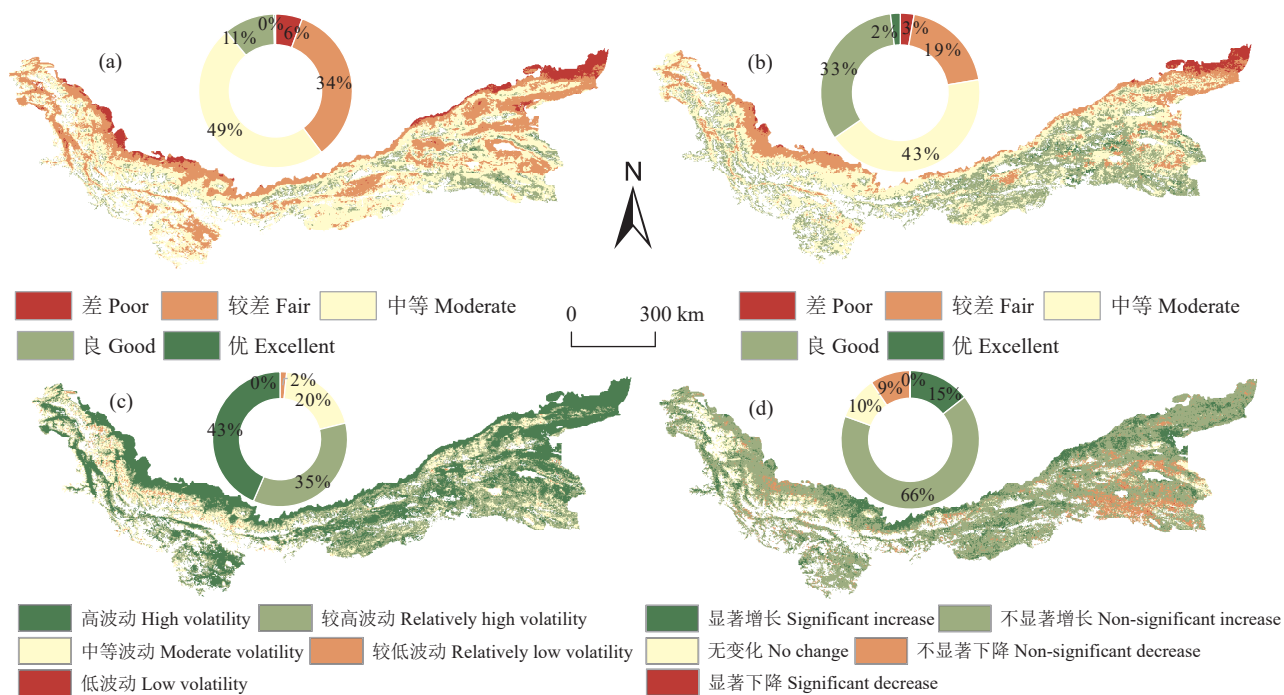 (a)
0%
6%
11%
34%
49%
(b)
2%
3%
19%
33%
43%
N
差 Poor
较差 Fair
中等 Moderate
良 Good
优 Excellent
0 300 km
差 Poor
较差 Fair
中等 Moderate
良 Good
优 Excellent
(c)
0%
2%
20%
43%
35%
(d)
0%
9%
15%
10%
66%
高波动 High volatility
较高波动 Relatively high volatility
中等波动 Moderate volatility
较低波动 Relatively low volatility
低波动 Low volatility
显著增长 Significant increase
不显著增长 Non-significant increase
无变化 No change
不显著下降 Non-significant decrease
显著下降 Significant decrease